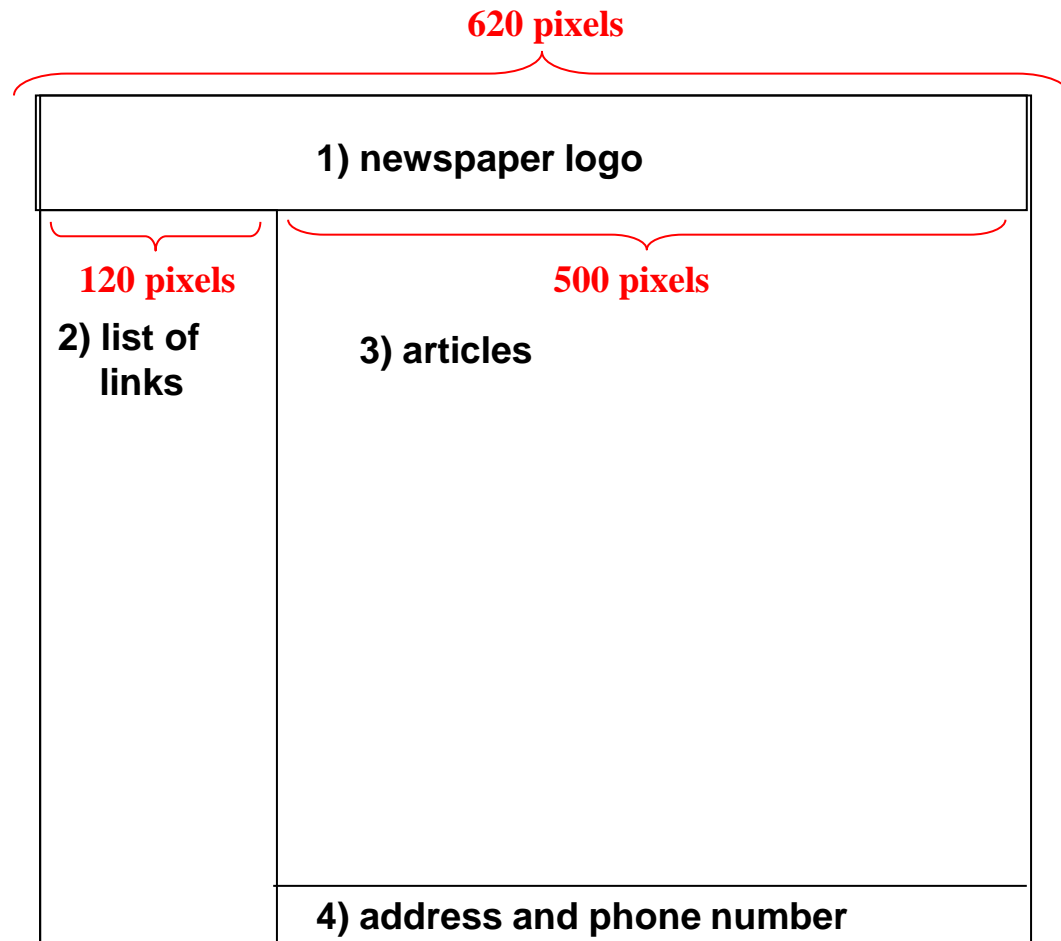 620 pixels
1) newspaper logo
120 pixels
500 pixels
2) list of
links
3) articles
4) address and phone number